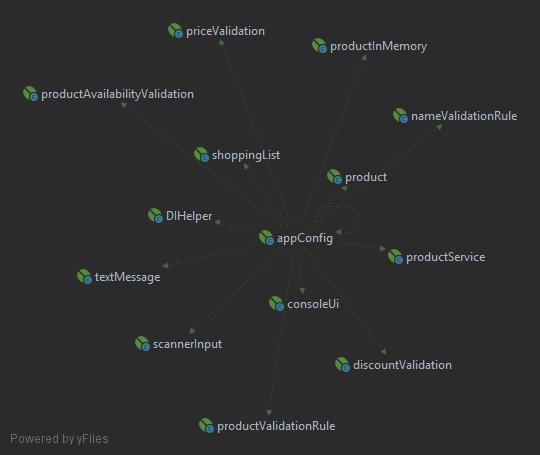 priceValidation
productInMemory
productAvailabilityValidation
nameValidationRule
shoppingList
product
DIHelper
appConfig
productService
textMessage
consoleUi
scannerInput
discountValidation
productValidationRule
Powered by yFiles